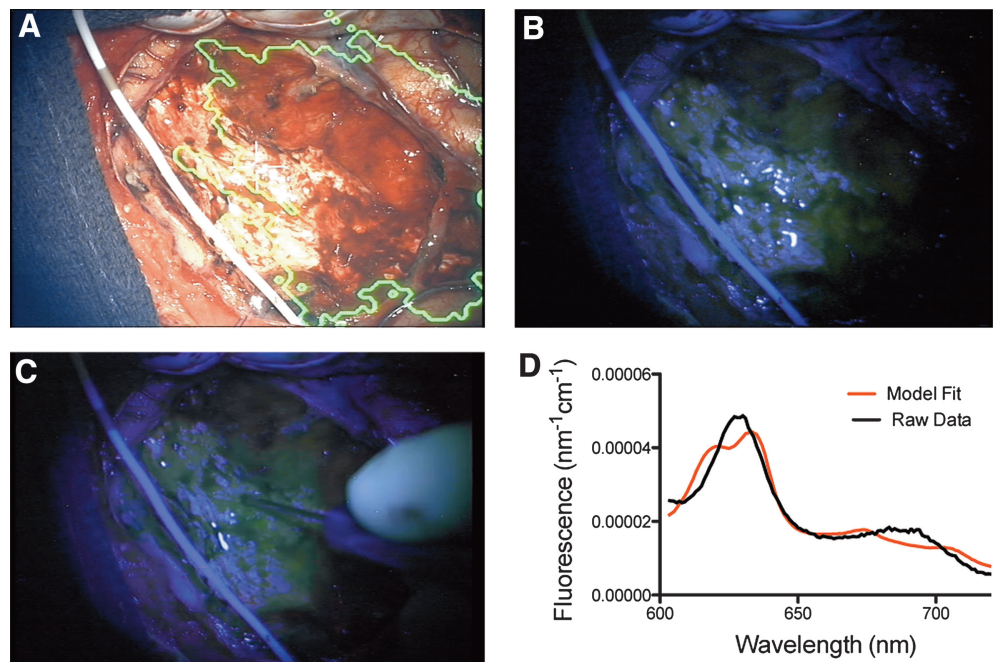 A
B
C
D
0.00006
0.00004
0.00002
0.00000
Fluorescence (nm-1cm-1)
Model Fit
Raw Data
600
650
700
Wavelength (nm)